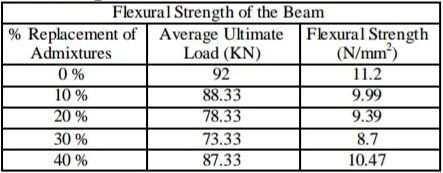 Flexural Strength of the Beam
% Replacement of Admixtures | Average Ultimate Load (KN) | Flexural Strength (N/mm²)
0 % | 92 | 11.2
10 % | 88.33 | 9.99
20 % | 78.33 | 9.39
30 % | 73.33 | 8.7
40 % | 87.33 | 10.47